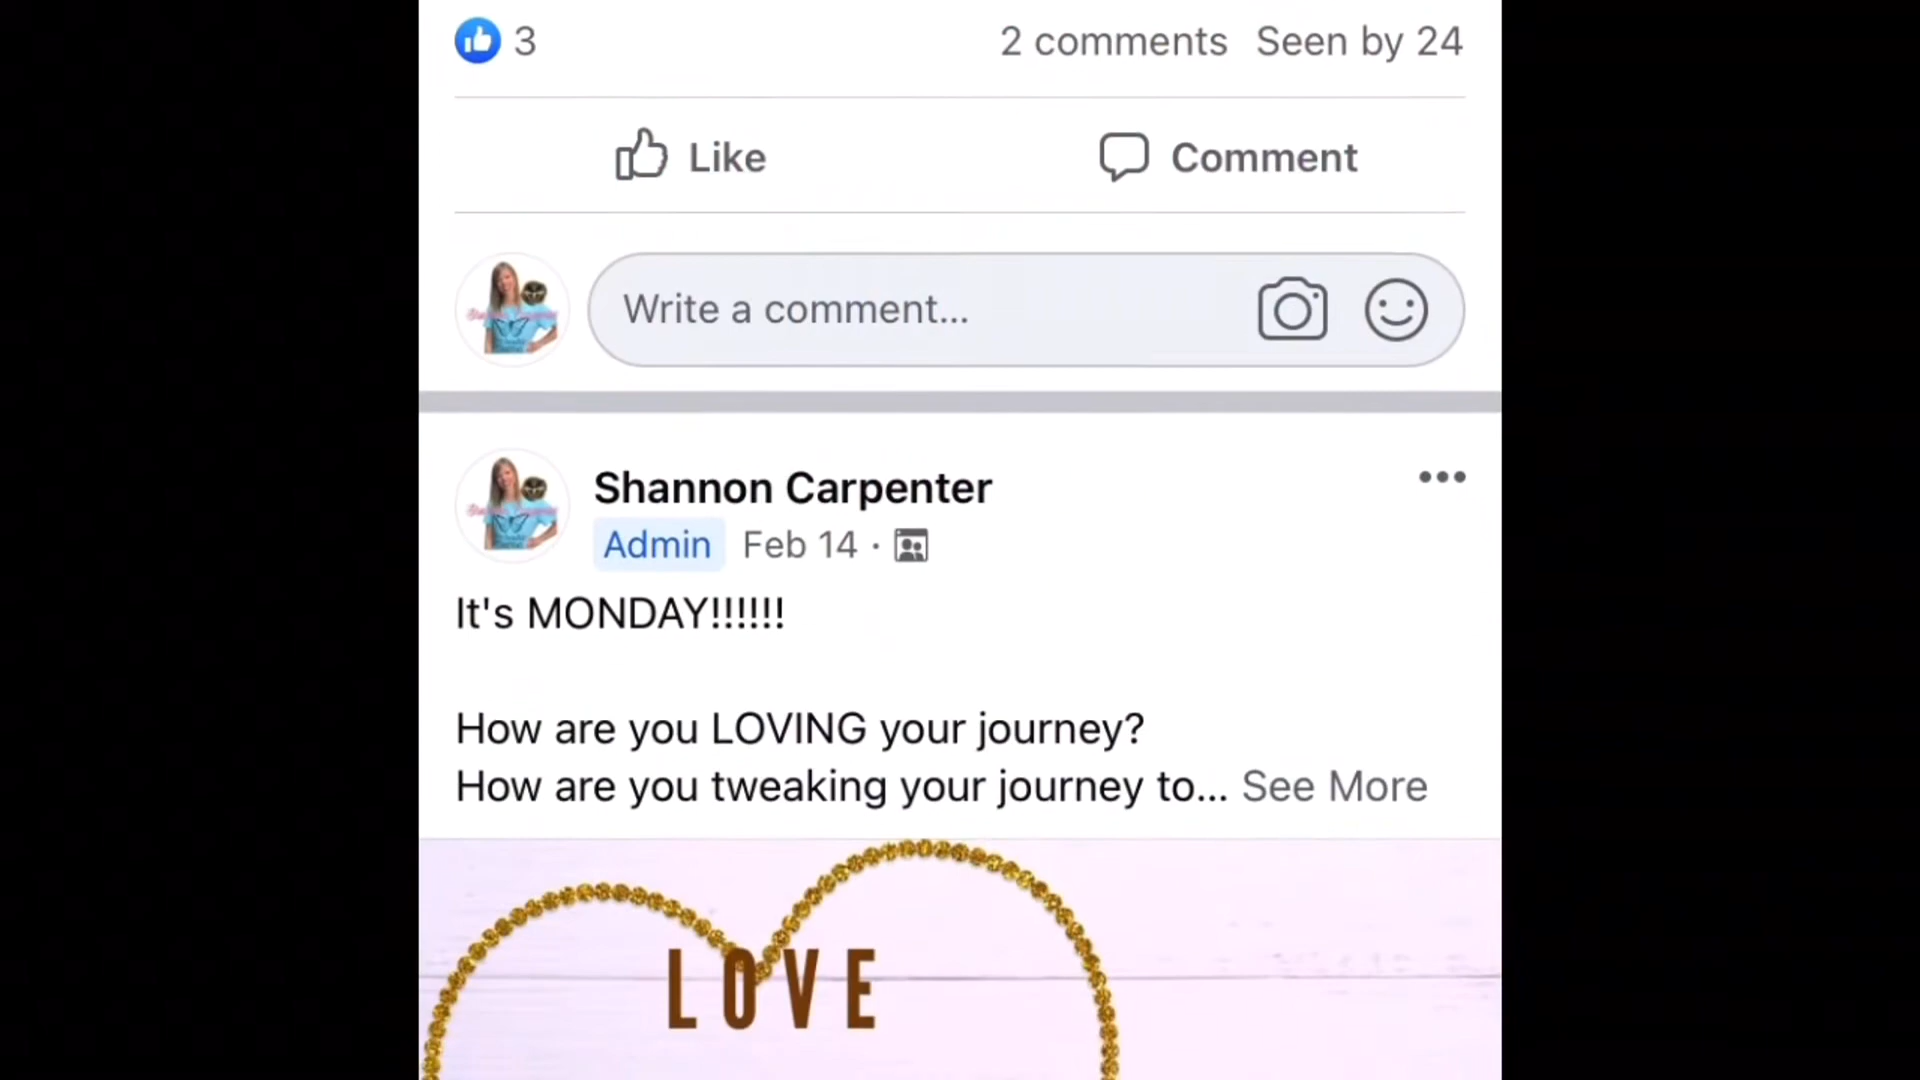 3
2 comments Seen by 24
Like
Comment
Write a comment...
Shannon Carpenter
Admin Feb 14 ·
It's MONDAY!!!!!!
How are you LOVING your journey?
How are you tweaking your journey to... See More
LOVE